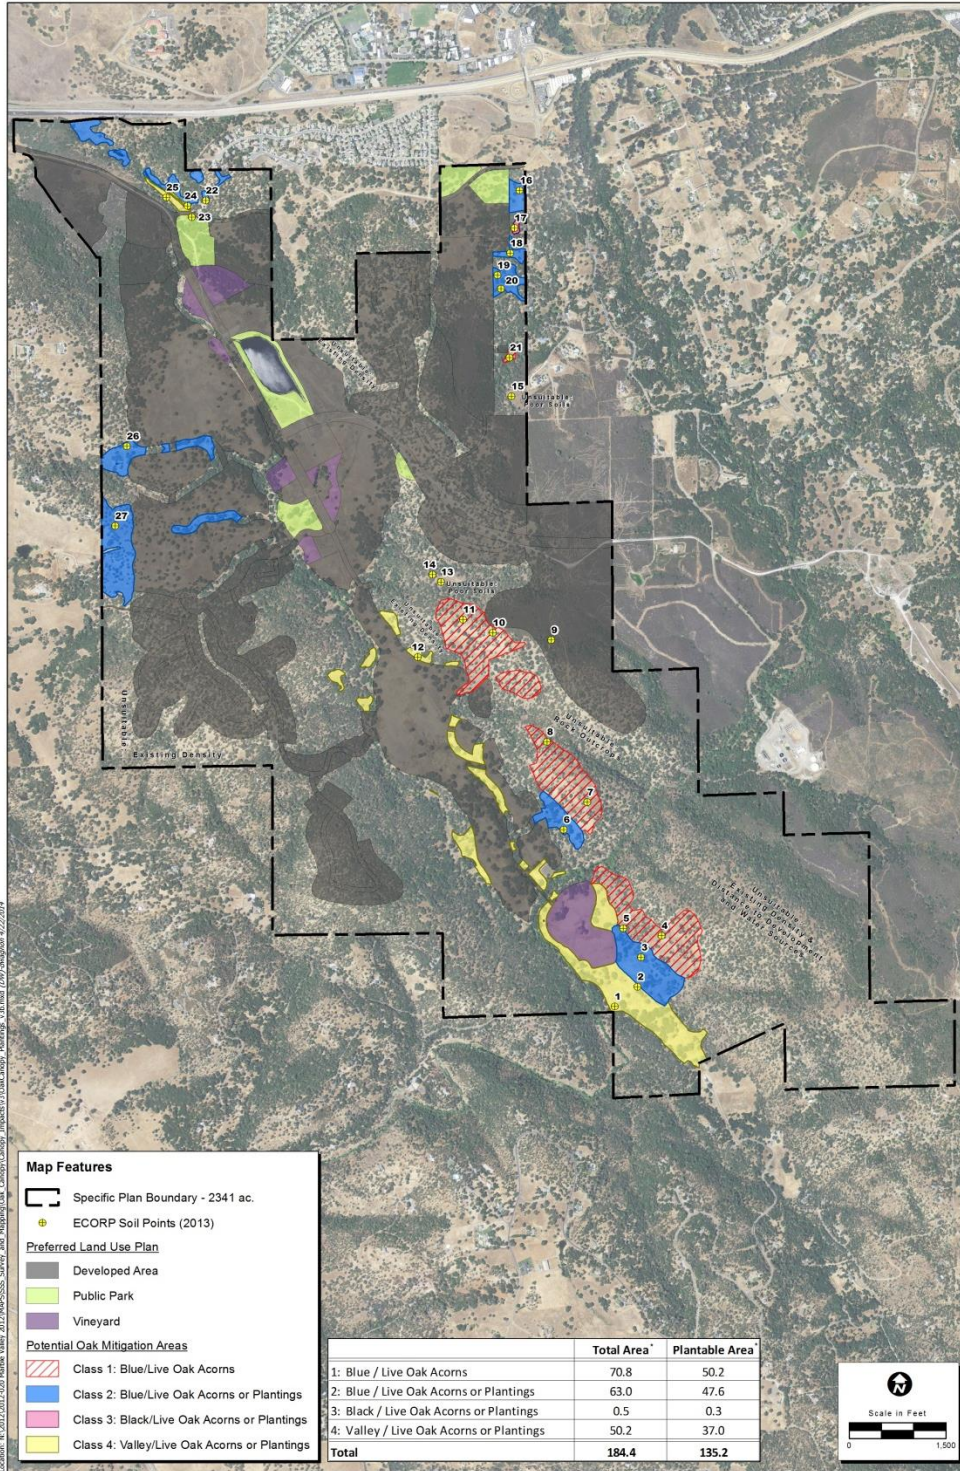 25
24
22
23
16
17
18
19
20
21
15
Unsuitable:
Poor Soils
26
27
14
13
Unsuitable:
Poor Soils
11
10
9
12
Unsuitable
Existing Density
Unsuitable:
Rock Outcrop
8
7
6
5
4
3
2
1
Unsuitable:
Existing Density &
Distance to Development
and Water Sources
Map Features
Specific Plan Boundary - 2341 ac.
ECORP Soil Points (2013)
Preferred Land Use Plan
Developed Area
Public Park
Vineyard
Potential Oak Mitigation Areas
Class 1: Blue/Live Oak Acorns
Class 2: Blue/Live Oak Acorns or Plantings
Class 3: Black/Live Oak Acorns or Plantings
Class 4: Valley/Live Oak Acorns or Plantings
Total Area* Plantable Area*
1: Blue / Live Oak Acorns 70.8 50.2
2: Blue / Live Oak Acorns or Plantings 63.0 47.6
3: Black / Live Oak Acorns or Plantings 0.5 0.3
4: Valley / Live Oak Acorns or Plantings 50.2 37.0
Total 184.4 135.2
N
Scale in Feet
0 1,500